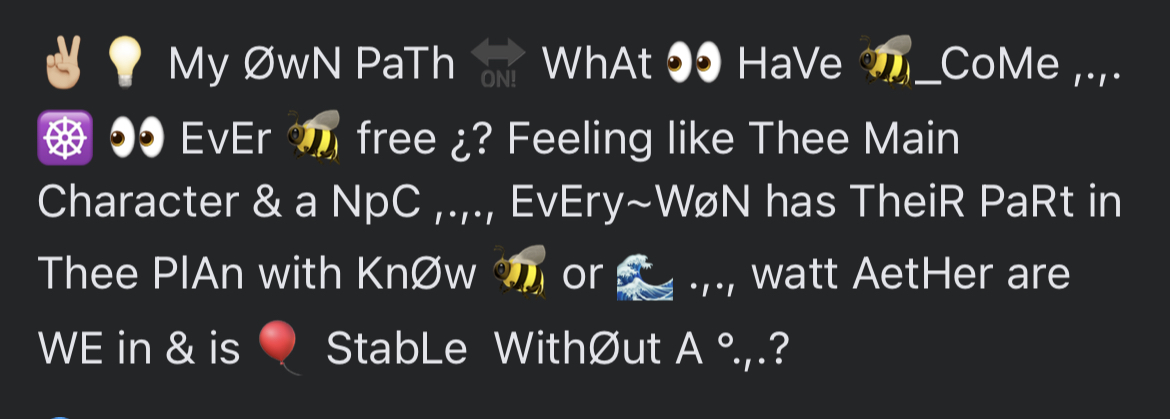 ✌🏼 💡 My ØwN PaTh 🔛 WhAt 👀 HaVe 🐝_CoMe ,.,.
☸️ 👀 EvEr 🐝 free ¿? Feeling like Thee Main
Character & a NpC ,.,., EvEry~WøN has TheiR PaRt in
Thee PlAn with KnØw 🐝 or 🌊 .,., watt AetHer are
WE in & is 🎈 StabLe WithØut A °.,.?